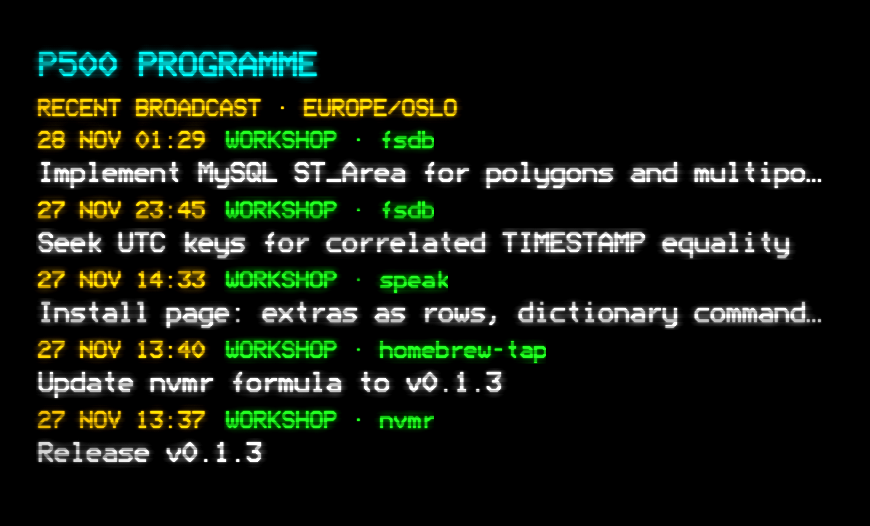 P500 PROGRAMME
RECENT BROADCAST · EUROPE/OSLO
28 NOV 01:29 WORKSHOP · fsdb
Implement MySQL ST_Area for polygons and multipo…
27 NOV 23:45 WORKSHOP · fsdb
Seek UTC keys for correlated TIMESTAMP equality
27 NOV 14:33 WORKSHOP · speak
Install page: extras as rows, dictionary command…
27 NOV 13:40 WORKSHOP · homebrew-tap
Update nvmr formula to v0.1.3
27 NOV 13:37 WORKSHOP · nvmr
Release v0.1.3